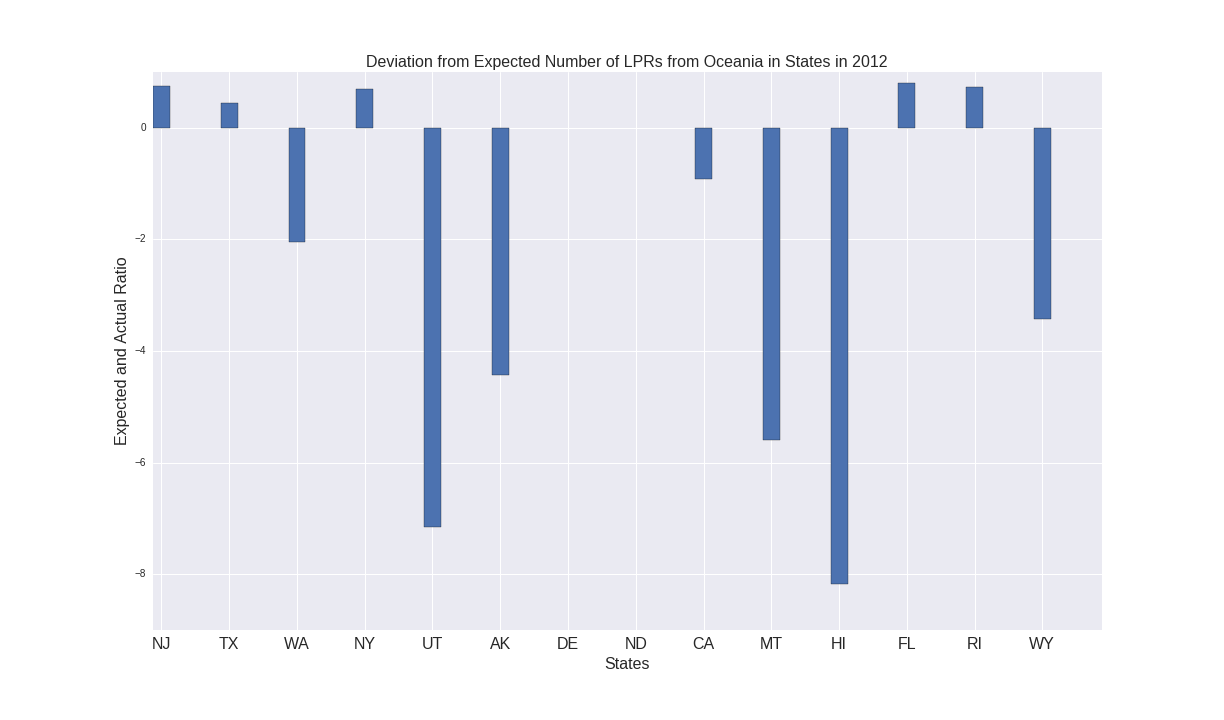 Deviation from Expected Number of LPRs from Oceania in States in 2012
Expected and Actual Ratio
0
−2
−4
−6
−8
NJ TX WA NY UT AK DE ND CA MT HI FL RI WY
States